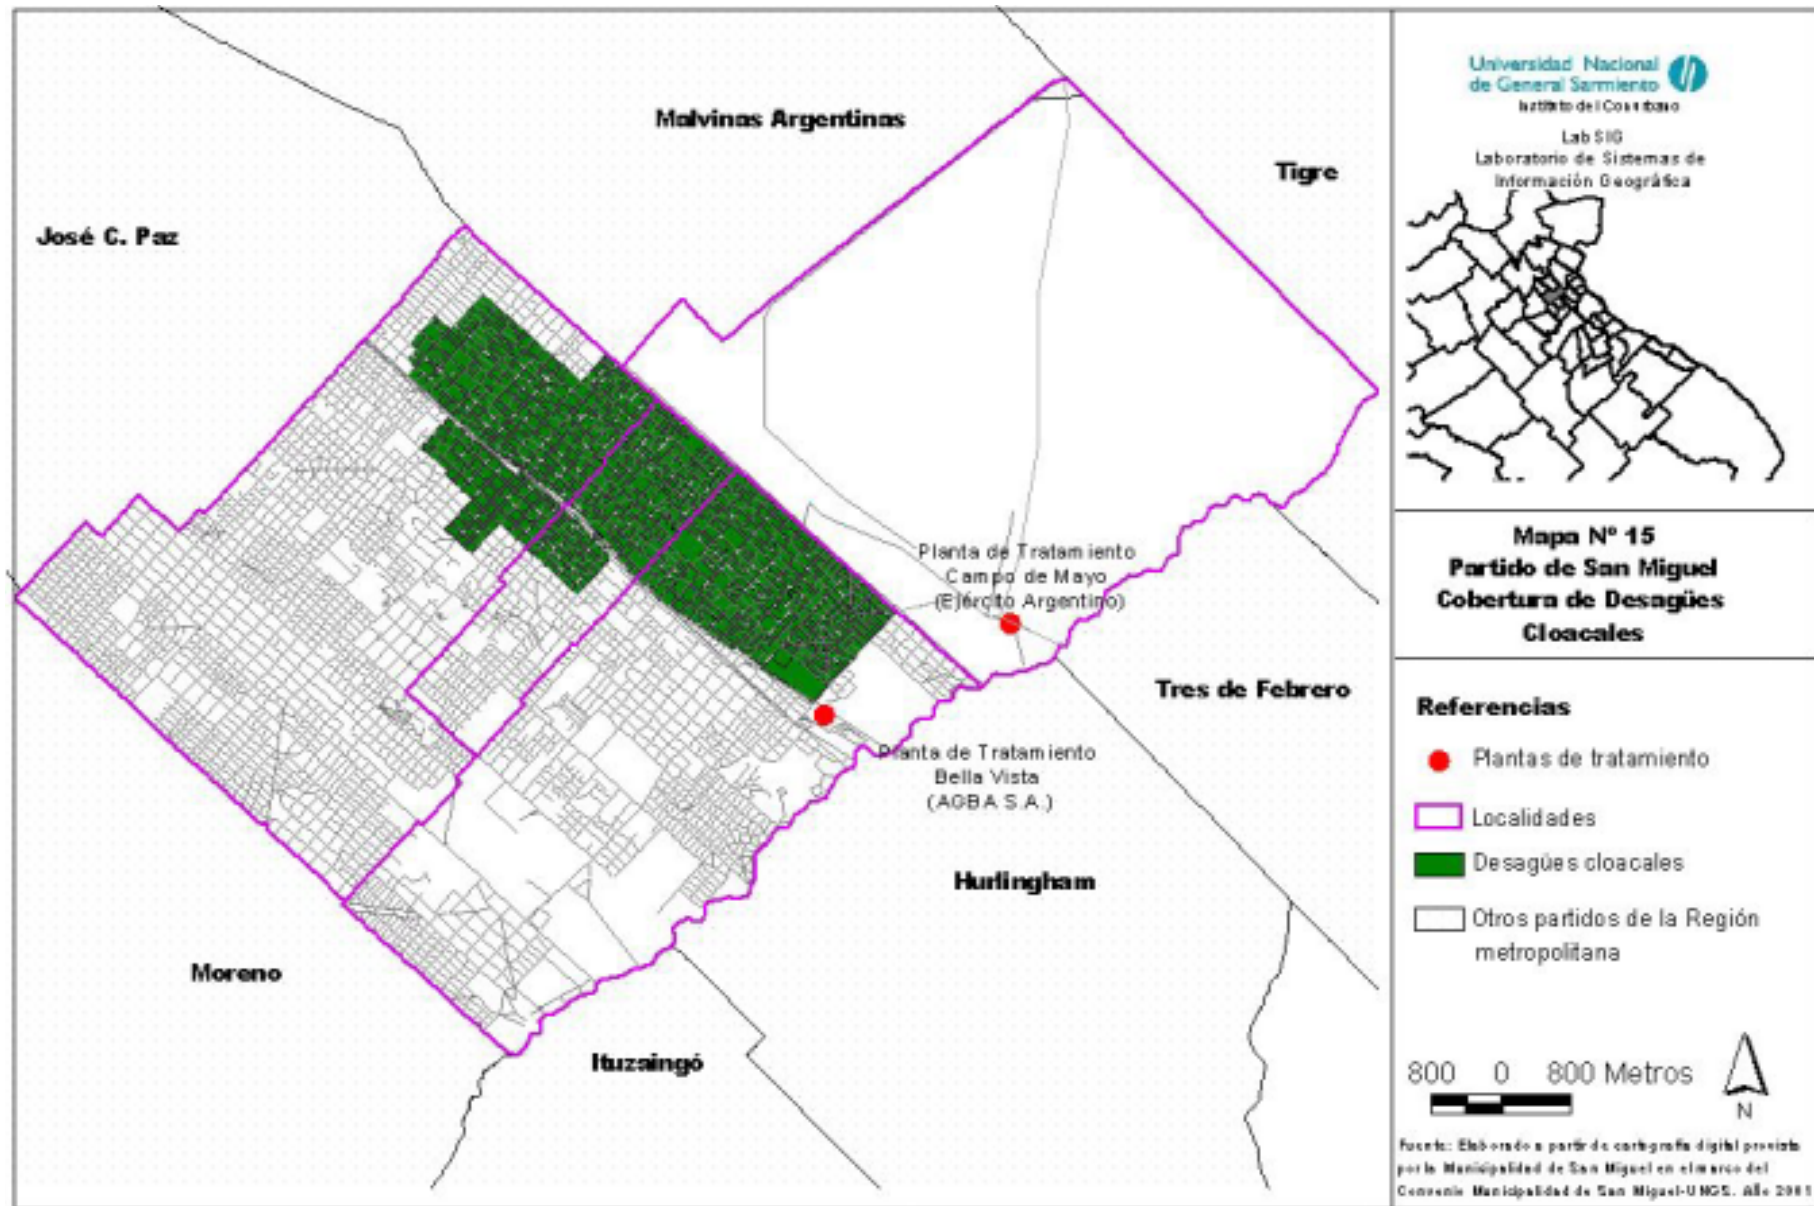 Malvinas Argentinas
Tigre
José C. Paz
Planta de Tratamiento
Campo de Mayo
(Ejército Argentino)
Tres de Febrero
Planta de Tratamiento
Bella Vista
(AGBA S.A.)
Hurlingham
Moreno
Ituzaingó
Universidad Nacional
de General Sarmiento
Instituto del Conurbano
Lab SIG
Laboratorio de Sistemas de
Información Geográfica
Mapa Nº 15
Partido de San Miguel
Cobertura de Desagües
Cloacales
Referencias
Plantas de tratamiento
Localidades
Desagües cloacales
Otros partidos de la Región
metropolitana
800 0 800 Metros
N
Fuente: Elaborado a partir de cartografía digital provista
por la Municipalidad de San Miguel en el marco del
Convenio Municipalidad de San Miguel-UNGS. Año 2001